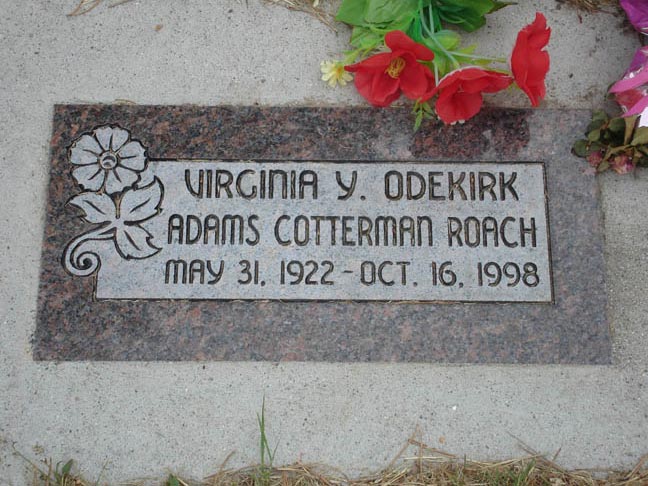 VIRGINIA Y. ODEKIRK
ADAMS COTTERMAN ROACH
MAY 31, 1922 - OCT. 16, 1998